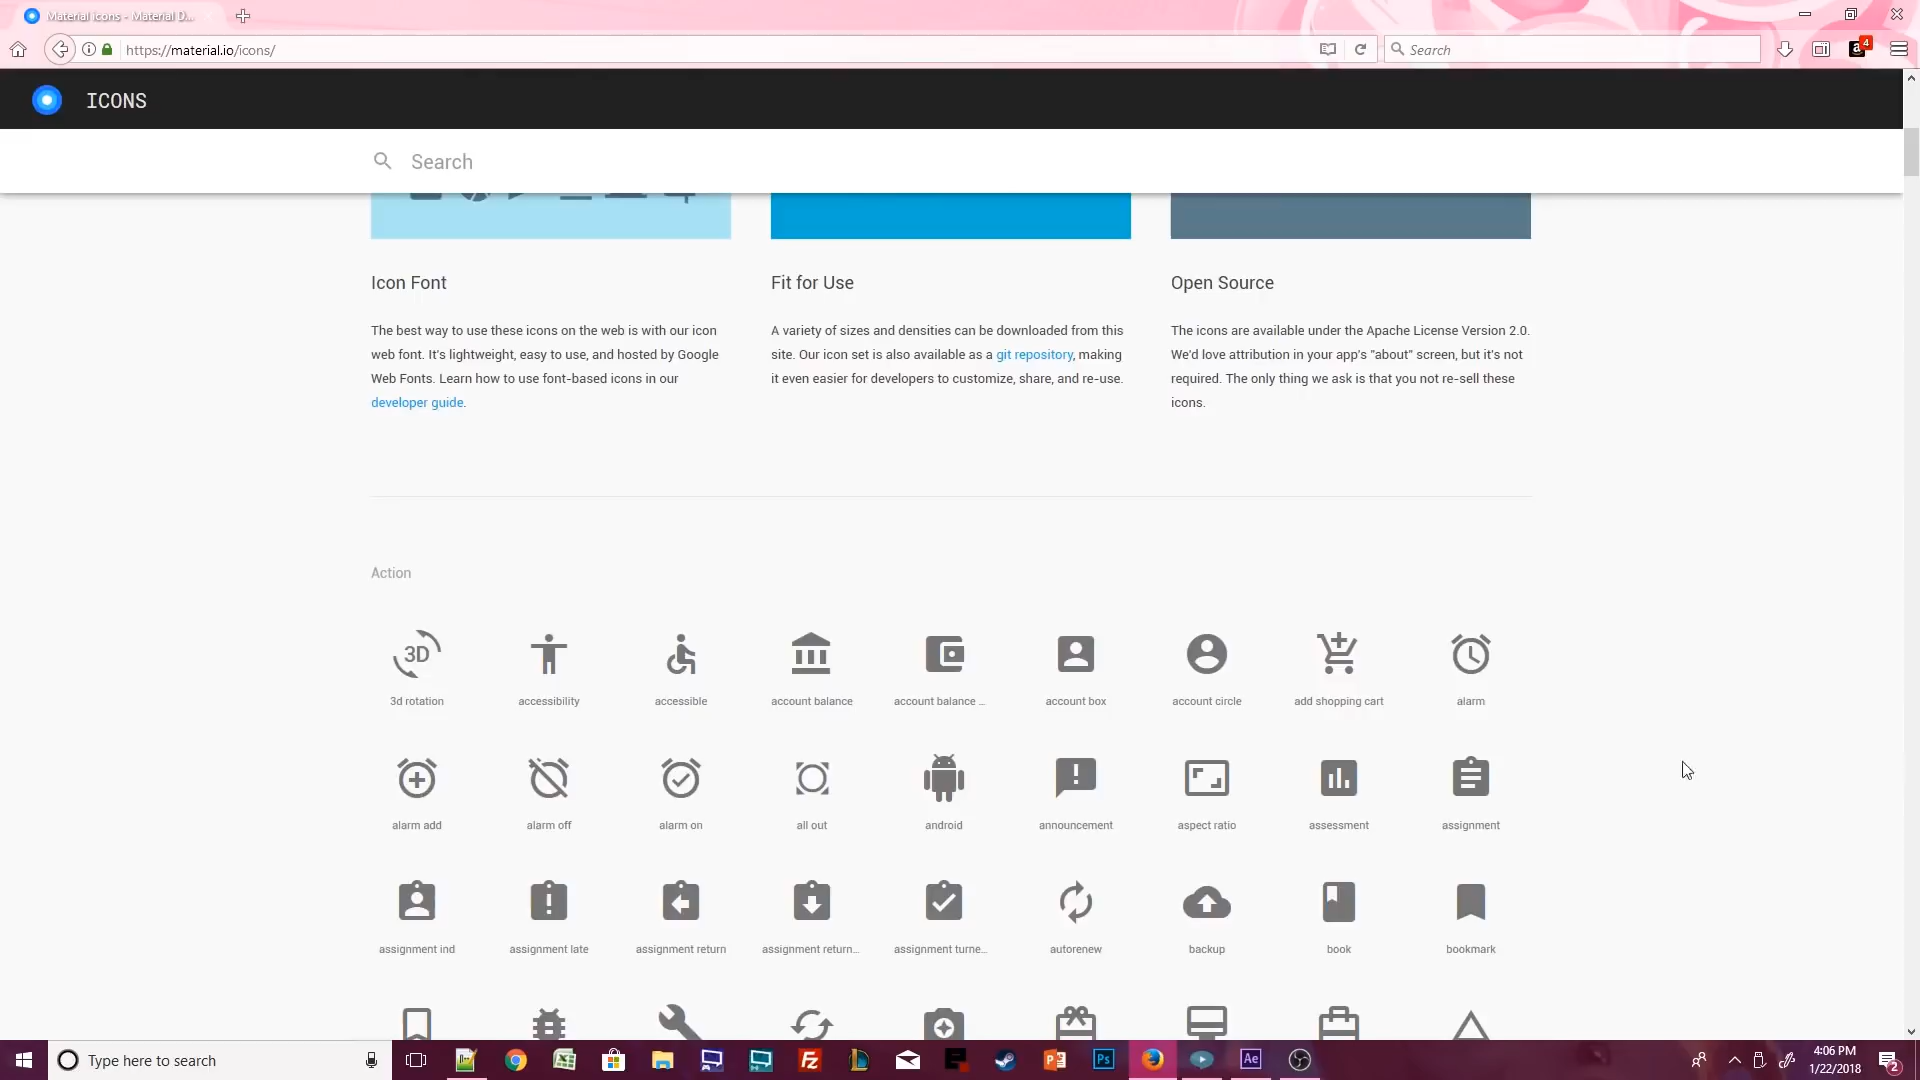 Material icons - Material D...
https://material.io/icons/
Search
4
ICONS
Search
Icon Font
The best way to use these icons on the web is with our icon
web font. It's lightweight, easy to use, and hosted by Google
Web Fonts. Learn how to use font-based icons in our
developer guide.
Fit for Use
A variety of sizes and densities can be downloaded from this
site. Our icon set is also available as a git repository, making
it even easier for developers to customize, share, and re-use.
Open Source
The icons are available under the Apache License Version 2.0.
We'd love attribution in your app's "about" screen, but it's not
required. The only thing we ask is that you not re-sell these
icons.
Action
3D
3d rotation
accessibility
accessible
account balance
account balance ...
account box
account circle
add shopping cart
alarm
alarm add
alarm off
alarm on
all out
android
announcement
aspect ratio
assessment
assignment
assignment ind
assignment late
assignment return
assignment return...
assignment turne...
autorenew
backup
book
bookmark
Type here to search
Fz
Ps
Ae
4:06 PM
1/22/2018
2